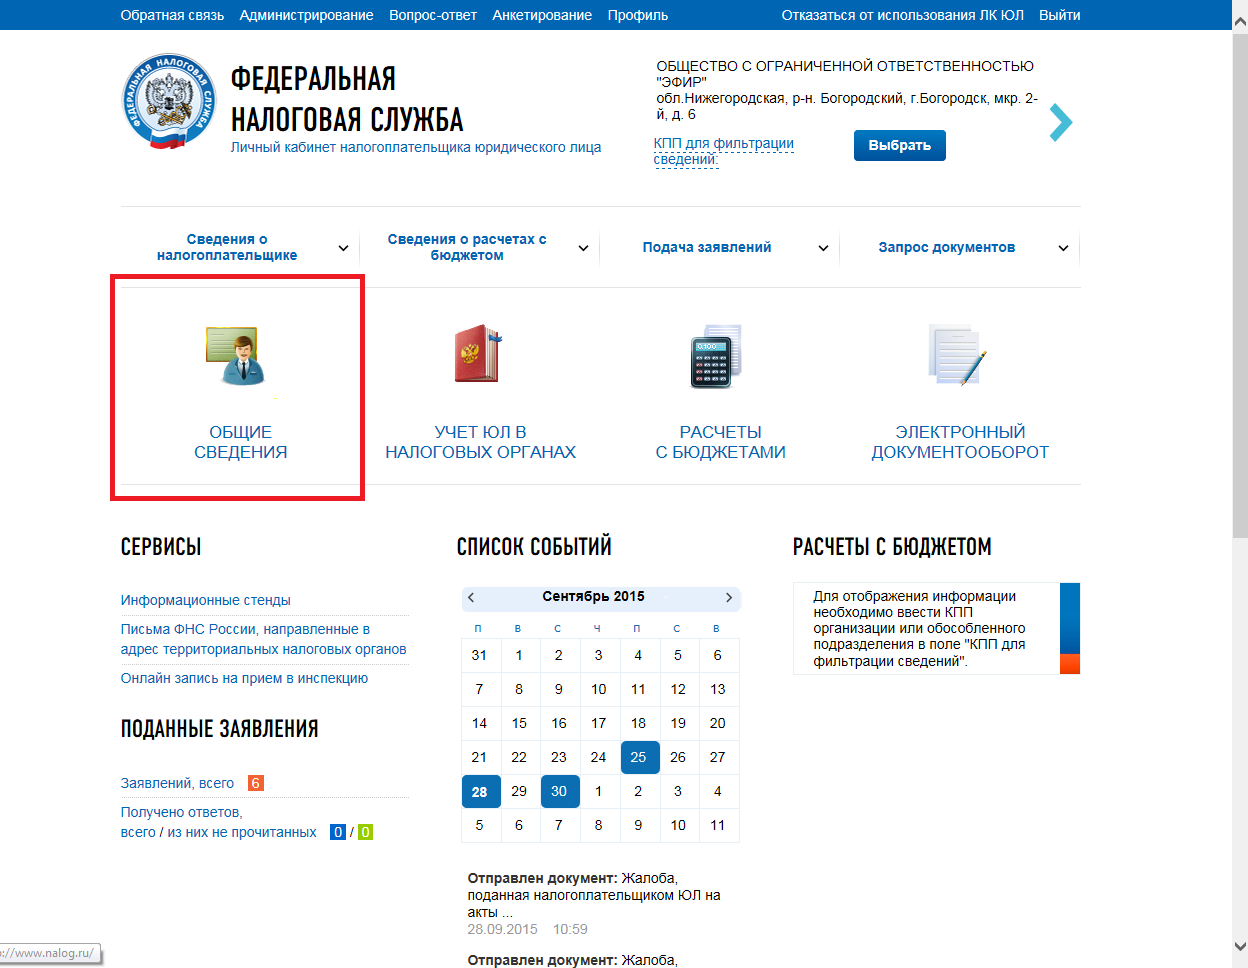 Обратная связь Администрирование Вопрос-ответ Анкетирование Профиль Отказаться от использования ЛК ЮЛ Выйти
ФЕДЕРАЛЬНАЯ НАЛОГОВАЯ СЛУЖБА
ФЕДЕРАЛЬНАЯ
НАЛОГОВАЯ СЛУЖБА
Личный кабинет налогоплательщика юридического лица
ОБЩЕСТВО С ОГРАНИЧЕННОЙ ОТВЕТСТВЕННОСТЬЮ
"ЭФИР"
обл.Нижегородская, р-н. Богородский, г.Богородск, мкр. 2-
й, д. 6
КПП для фильтрации
сведений:
Выбрать
Сведения о
налогоплательщике
Сведения о расчетах с
бюджетом
Подача заявлений
Запрос документов
ОБЩИЕ
СВЕДЕНИЯ
УЧЕТ ЮЛ В
НАЛОГОВЫХ ОРГАНАХ
РАСЧЕТЫ
С БЮДЖЕТАМИ
ЭЛЕКТРОННЫЙ
ДОКУМЕНТООБОРОТ
СЕРВИСЫ
Информационные стенды
Письма ФНС России, направленные в
адрес территориальных налоговых органов
Онлайн запись на прием в инспекцию
ПОДАННЫЕ ЗАЯВЛЕНИЯ
Заявлений, всего 6
Получено ответов,
всего / из них не прочитанных 0 / 0
СПИСОК СОБЫТИЙ
Сентябрь 2015
П В С Ч П С В
31 1 2 3 4 5 6
7 8 9 10 11 12 13
14 15 16 17 18 19 20
21 22 23 24 25 26 27
28 29 30 1 2 3 4
5 6 7 8 9 10 11
Отправлен документ: Жалоба,
поданная налогоплательщиком ЮЛ на
акты ...
28.09.2015 10:59
Отправлен документ: Жалоба,
РАСЧЕТЫ С БЮДЖЕТОМ
Для отображения информации
необходимо ввести КПП
организации или обособленного
подразделения в поле "КПП для
фильтрации сведений".
://www.nalog.ru/